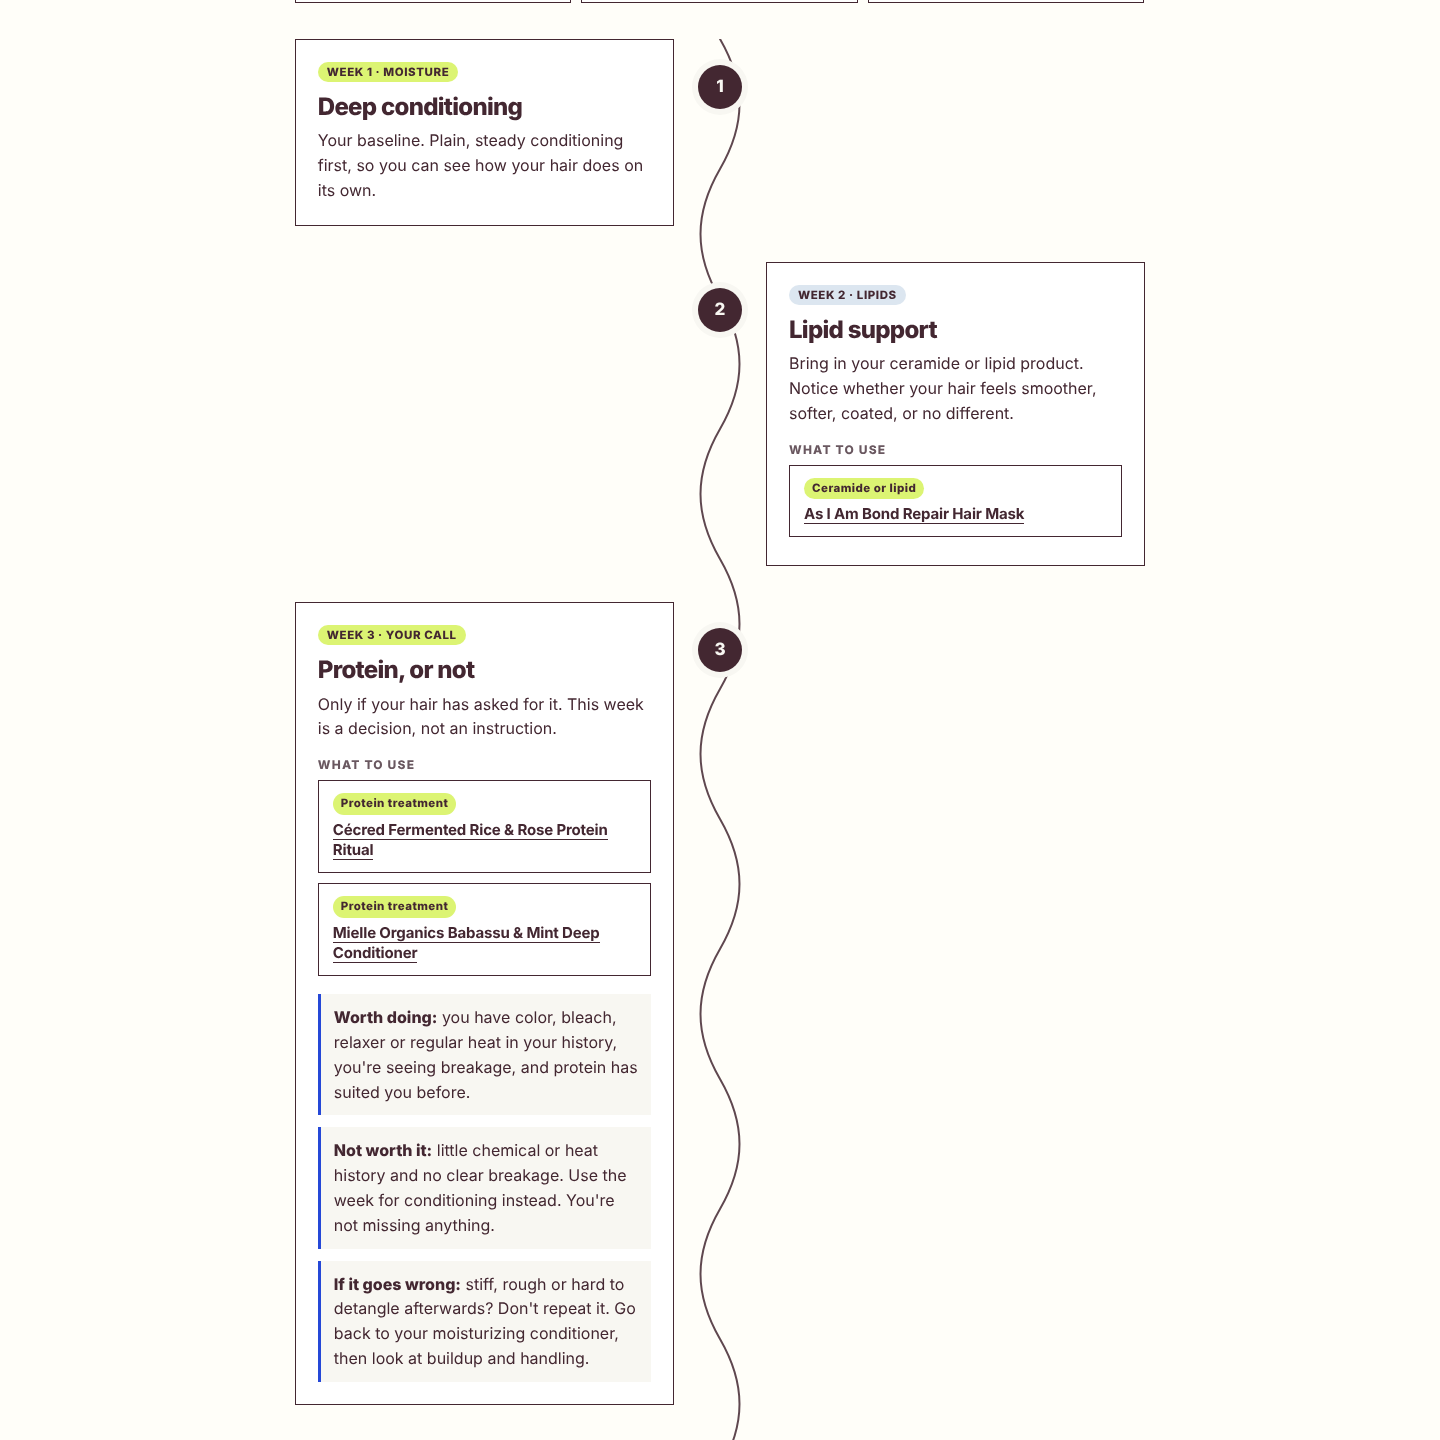 WEEK 1 · MOISTURE
Deep conditioning
Your baseline. Plain, steady conditioning
first, so you can see how your hair does on
its own.
1
2
WEEK 2 · LIPIDS
Lipid support
Bring in your ceramide or lipid product.
Notice whether your hair feels smoother,
softer, coated, or no different.
WHAT TO USE
Ceramide or lipid
As I Am Bond Repair Hair Mask
WEEK 3 · YOUR CALL
Protein, or not
Only if your hair has asked for it. This week
is a decision, not an instruction.
3
WHAT TO USE
Protein treatment
Cécred Fermented Rice & Rose Protein
Ritual
Protein treatment
Mielle Organics Babassu & Mint Deep
Conditioner
Worth doing: you have color, bleach,
relaxer or regular heat in your history,
you're seeing breakage, and protein has
suited you before.
Not worth it: little chemical or heat
history and no clear breakage. Use the
week for conditioning instead. You're
not missing anything.
If it goes wrong: stiff, rough or hard to
detangle afterwards? Don't repeat it. Go
back to your moisturizing conditioner,
then look at buildup and handling.